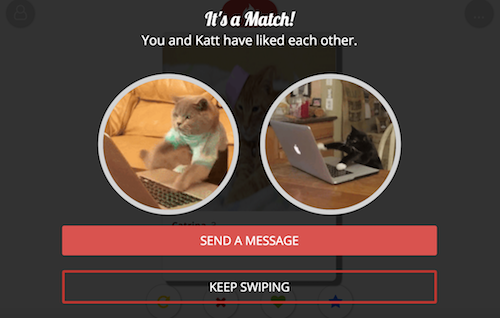 It's a Match!
You and Katt have liked each other.
SEND A MESSAGE
KEEP SWIPING